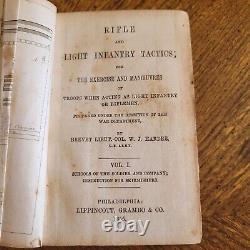 RIFLE
AND
LIGHT INFANTRY TACTICS;
FOR
THE EXERCISE AND MANŒUVRES
OF
TROOPS WHEN ACTING AS LIGHT INFANTRY
OR RIFLEMEN.
PREPARED UNDER THE DIRECTION OF THE
WAR DEPARTMENT,
BY
BREVET LIEUT.-COL. W. J. HARDEE,
U. S. ARMY.
VOL. I.
SCHOOLS OF THE SOLDIER AND COMPANY;
INSTRUCTION FOR SKIRMISHERS.
PHILADELPHIA:
LIPPINCOTT, GRAMBO & CO.